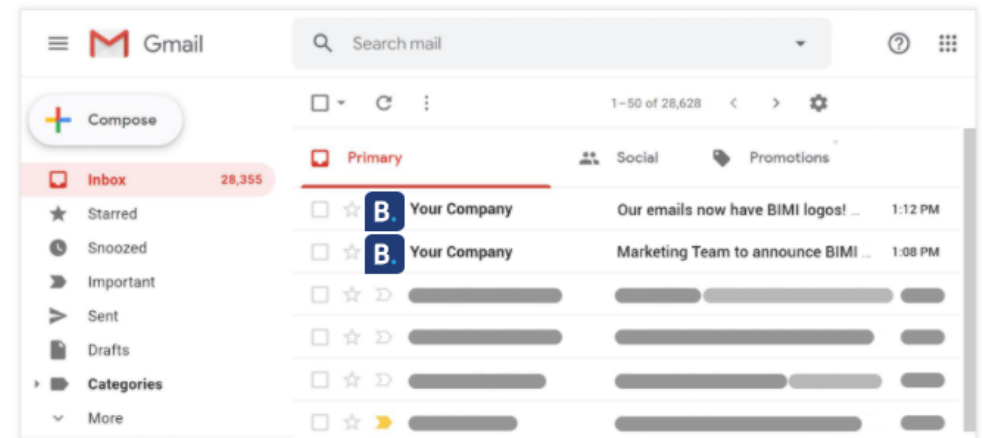 Gmail
Search mail
Compose
1–50 of 28,628
Primary
Social
Promotions
Inbox 28,355
Starred
Snoozed
Important
Sent
Drafts
Categories
More
B. Your Company Our emails now have BIMI logos! ... 1:12 PM
B. Your Company Marketing Team to announce BIMI ... 1:08 PM